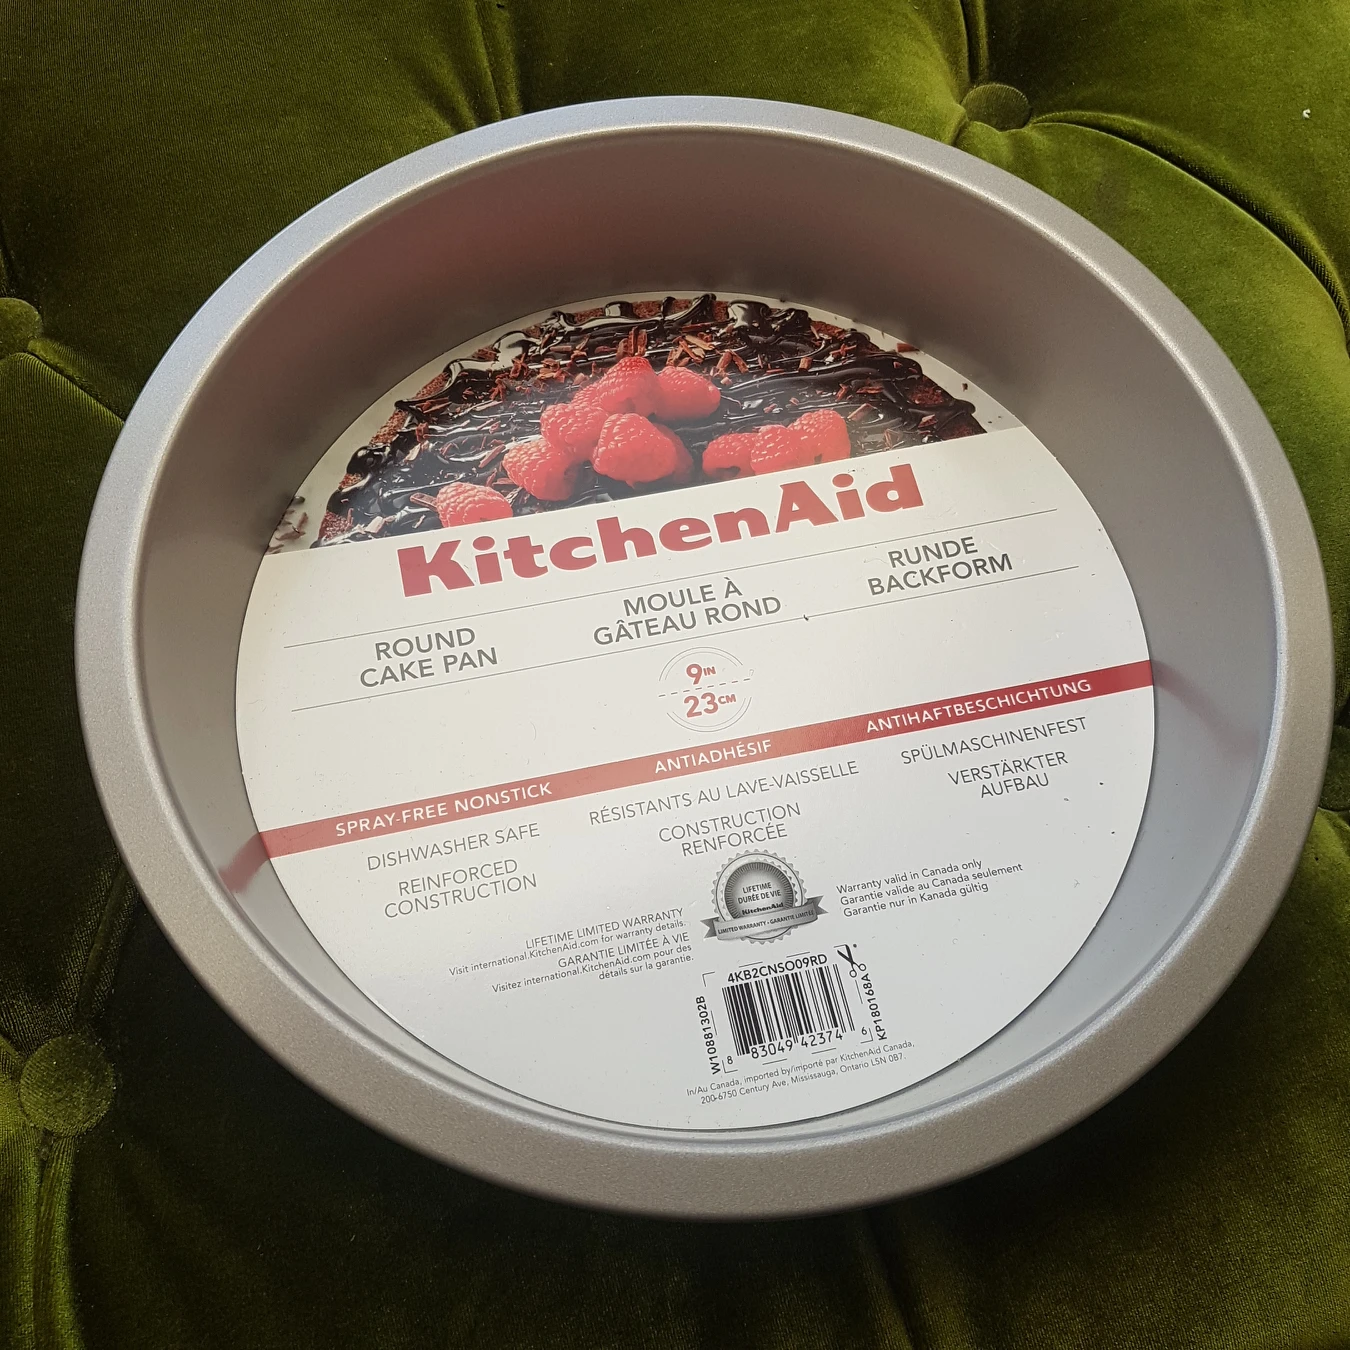 KitchenAid
ROUND
CAKE PAN
MOULE À
GÂTEAU ROND
RUNDE
BACKFORM
9IN
23CM
SPRAY-FREE NONSTICK
ANTIADHÉSIF
ANTIHAFTBESCHICHTUNG
DISHWASHER SAFE
REINFORCED
CONSTRUCTION
RÉSISTANTS AU LAVE-VAISSELLE
CONSTRUCTION
RENFORCÉE
SPÜLMASCHINENFEST
VERSTÄRKTER
AUFBAU
LIFETIME LIMITED WARRANTY
Visit international.KitchenAid.com for warranty details.
GARANTIE LIMITÉE À VIE
Visitez international.KitchenAid.com pour des
détails sur la garantie.
LIFETIME
DURÉE DE VIE
KitchenAid
LIMITED WARRANTY • GARANTIE LIMITÉE
Warranty valid in Canada only
Garantie valide au Canada seulement
Garantie nur in Kanada gültig
4KB2CNSO09RD
W10881302B
KP180168A
8 83049 42374 6
In/Au Canada, imported by/importé par KitchenAid Canada,
200-6750 Century Ave, Mississauga, Ontario L5N 0B7.